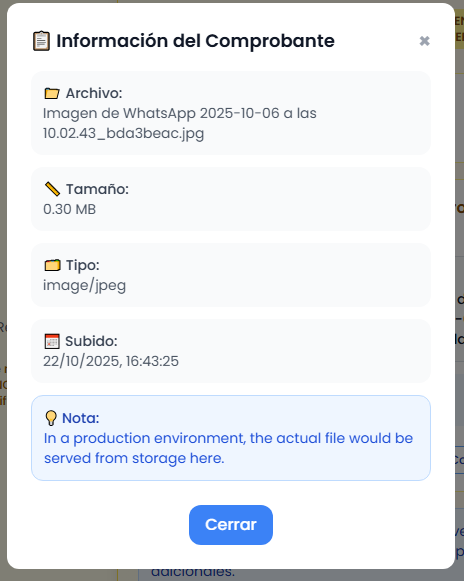 Información del Comprobante
Archivo:
Imagen de WhatsApp 2025-10-06 a las
10.02.43_bda3beac.jpg
Tamaño:
0.30 MB
Tipo:
image/jpeg
Subido:
22/10/2025, 16:43:25
Nota:
In a production environment, the actual file would be
served from storage here.
Cerrar
adicionales.